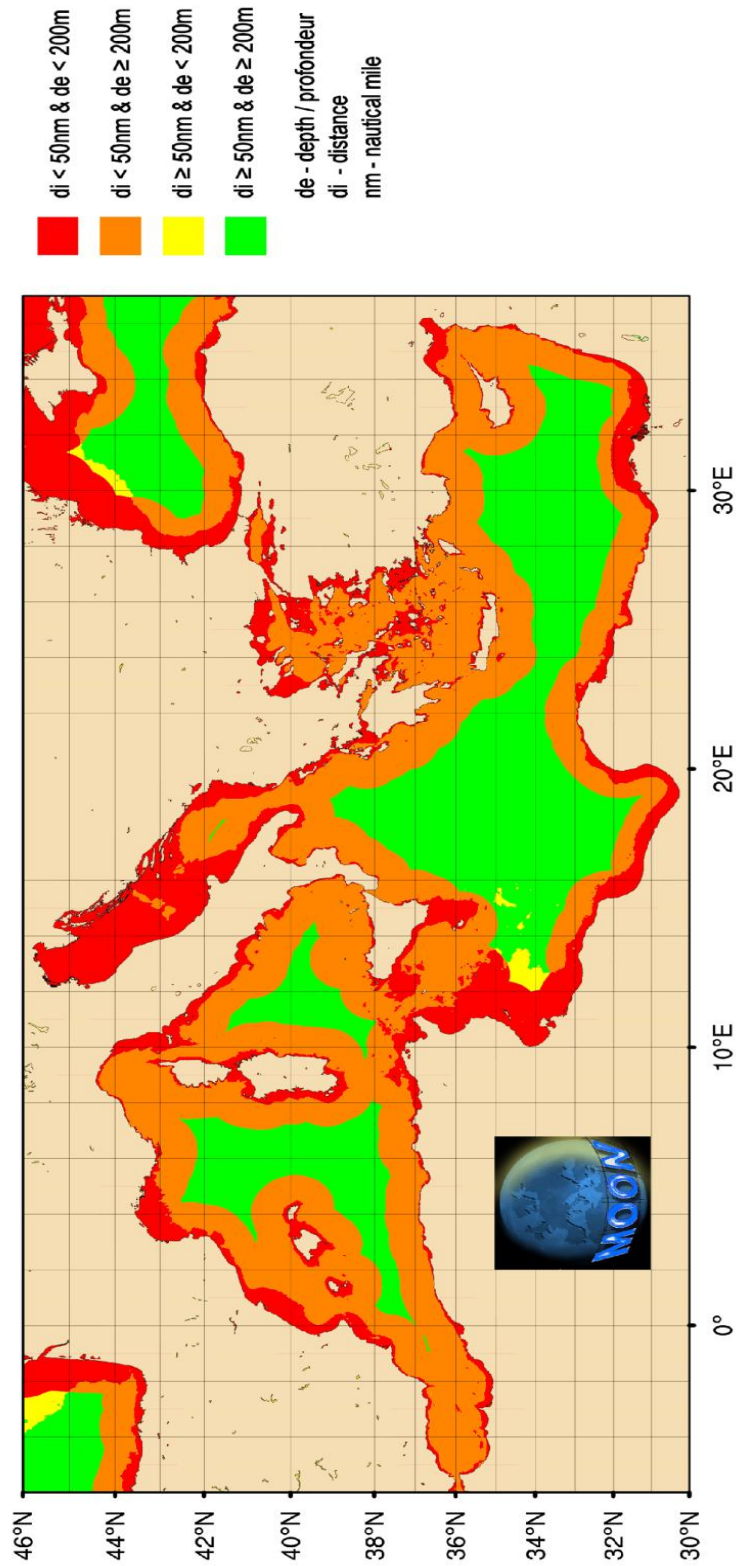 di < 50nm & de < 200m
di < 50nm & de ≥ 200m
di ≥ 50nm & de < 200m
di ≥ 50nm & de ≥ 200m
de - depth / profondeur
di - distance
nm - nautical mile
46°N
44°N
42°N
40°N
38°N
36°N
34°N
32°N
30°N
0°
10°E
20°E
30°E
MOON